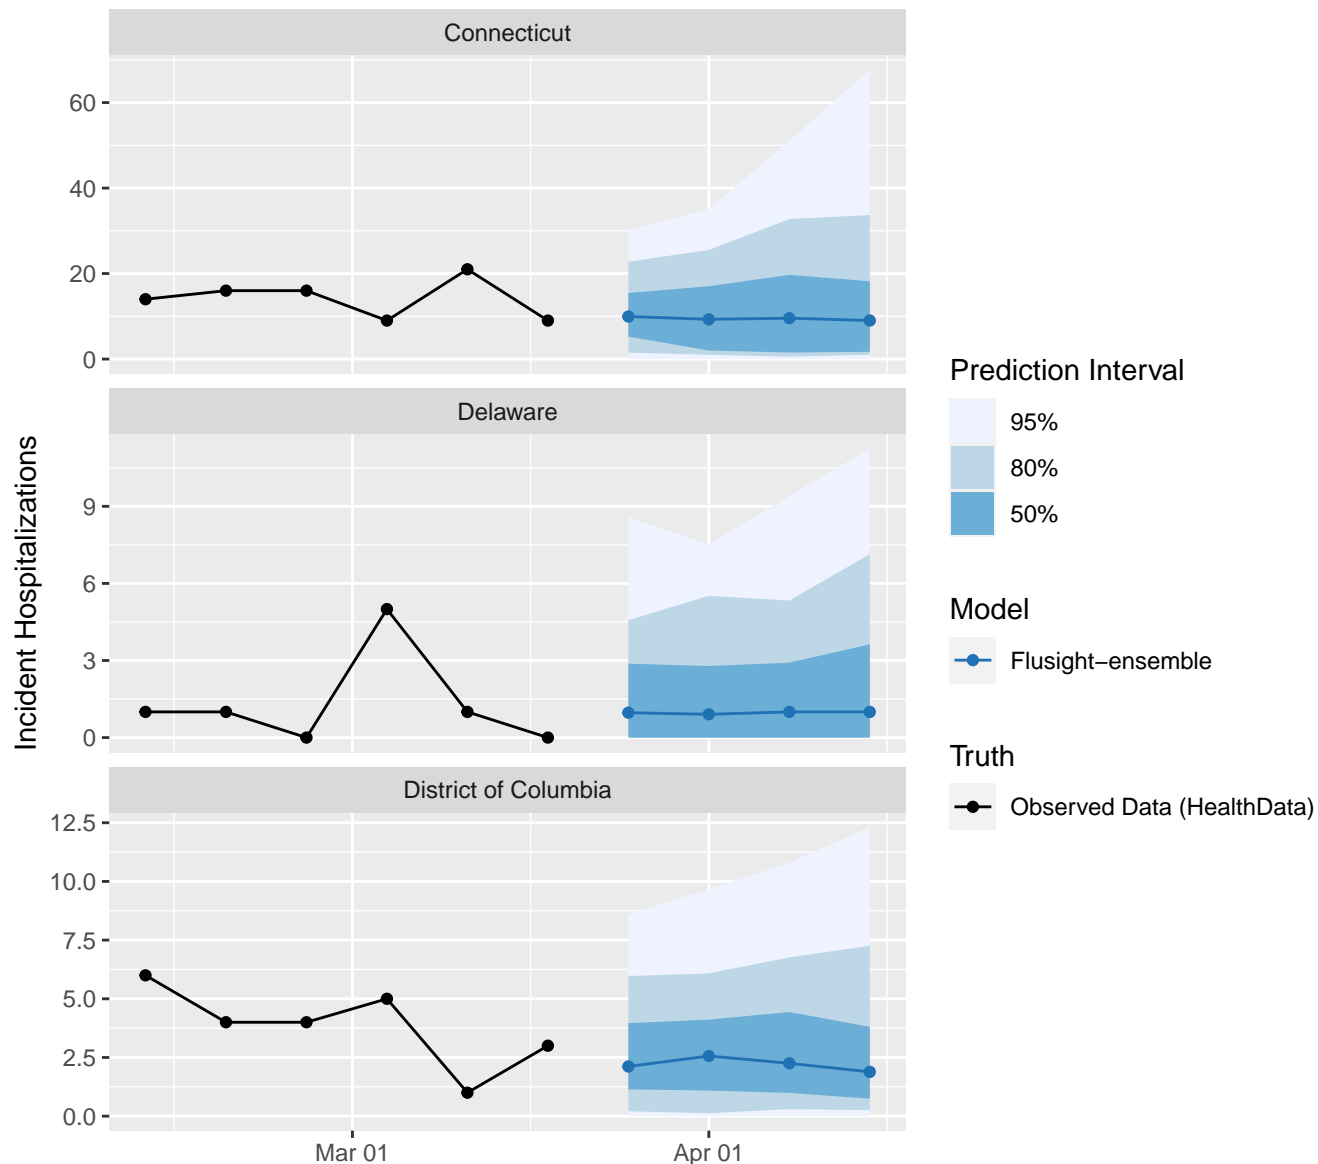 Connecticut
60
40
20
0
Delaware
9
6
3
0
District of Columbia
12.5
10.0
7.5
5.0
2.5
0.0
Mar 01
Apr 01
Incident Hospitalizations
Prediction Interval
95%
80%
50%
Model
Flusight−ensemble
Truth
Observed Data (HealthData)